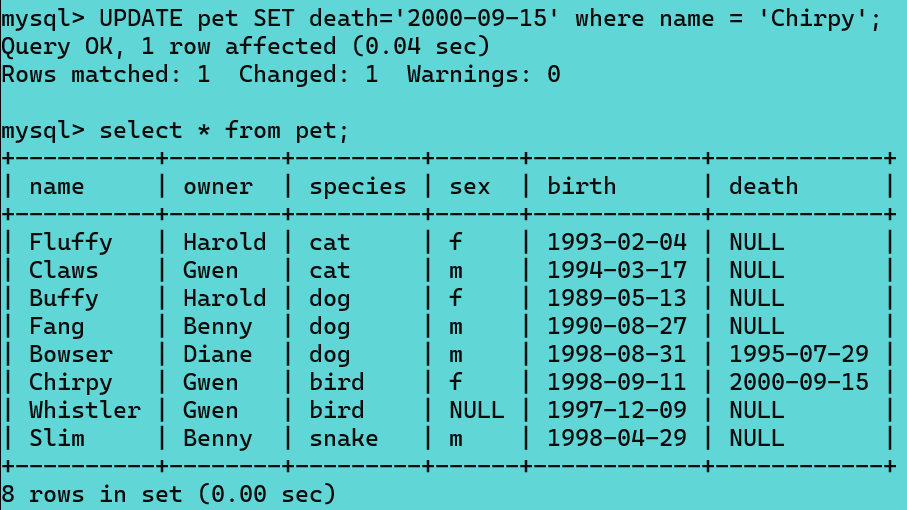 mysql> UPDATE pet SET death='2000-09-15' where name = 'Chirpy';
Query OK, 1 row affected (0.04 sec)
Rows matched: 1  Changed: 1  Warnings: 0

mysql> select * from pet;
+----------+--------+---------+------+------------+------------+
| name     | owner  | species | sex  | birth      | death      |
+----------+--------+---------+------+------------+------------+
| Fluffy   | Harold | cat     | f    | 1993-02-04 | NULL       |
| Claws    | Gwen   | cat     | m    | 1994-03-17 | NULL       |
| Buffy    | Harold | dog     | f    | 1989-05-13 | NULL       |
| Fang     | Benny  | dog     | m    | 1990-08-27 | NULL       |
| Bowser   | Diane  | dog     | m    | 1998-08-31 | 1995-07-29 |
| Chirpy   | Gwen   | bird    | f    | 1998-09-11 | 2000-09-15 |
| Whistler | Gwen   | bird    | NULL | 1997-12-09 | NULL       |
| Slim     | Benny  | snake   | m    | 1998-04-29 | NULL       |
+----------+--------+---------+------+------------+------------+
8 rows in set (0.00 sec)